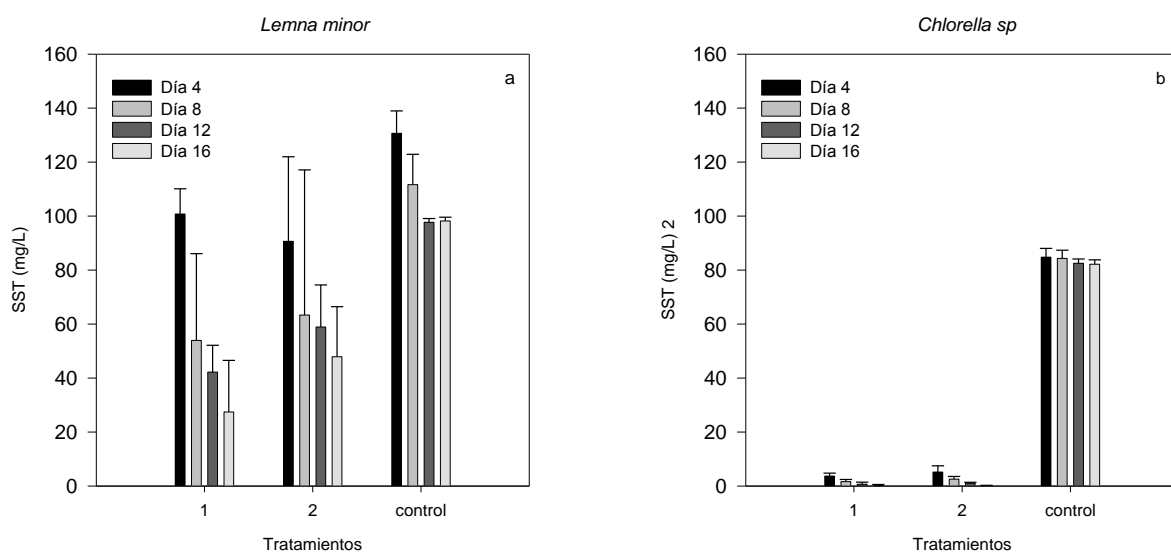 Lemna minor
160
140
120
100
80
60
40
20
0
SST (mg/L)
Día 4
Día 8
Día 12
Día 16
a
1 2 control
Tratamientos
Chlorella sp
160
140
120
100
80
60
40
20
0
SST (mg/L) 2
Día 4
Día 8
Día 12
Día 16
b
1 2 control
Tratamientos